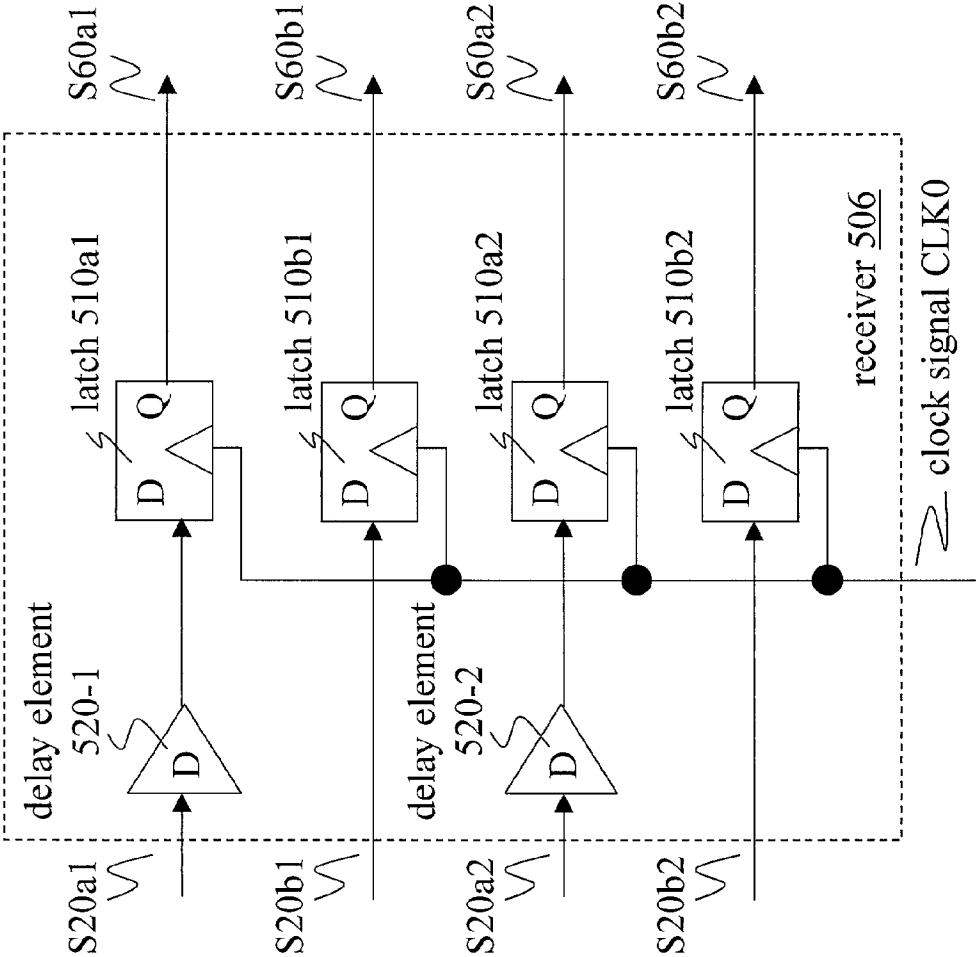 S60a1
S60b1
S60a2
S60b2
latch 510a1
D Q
latch 510b1
D Q
latch 510a2
D Q
latch 510b2
D Q
receiver 506
clock signal CLK0
delay element
520-1
D
delay element
520-2
D
S20a1
S20b1
S20a2
S20b2